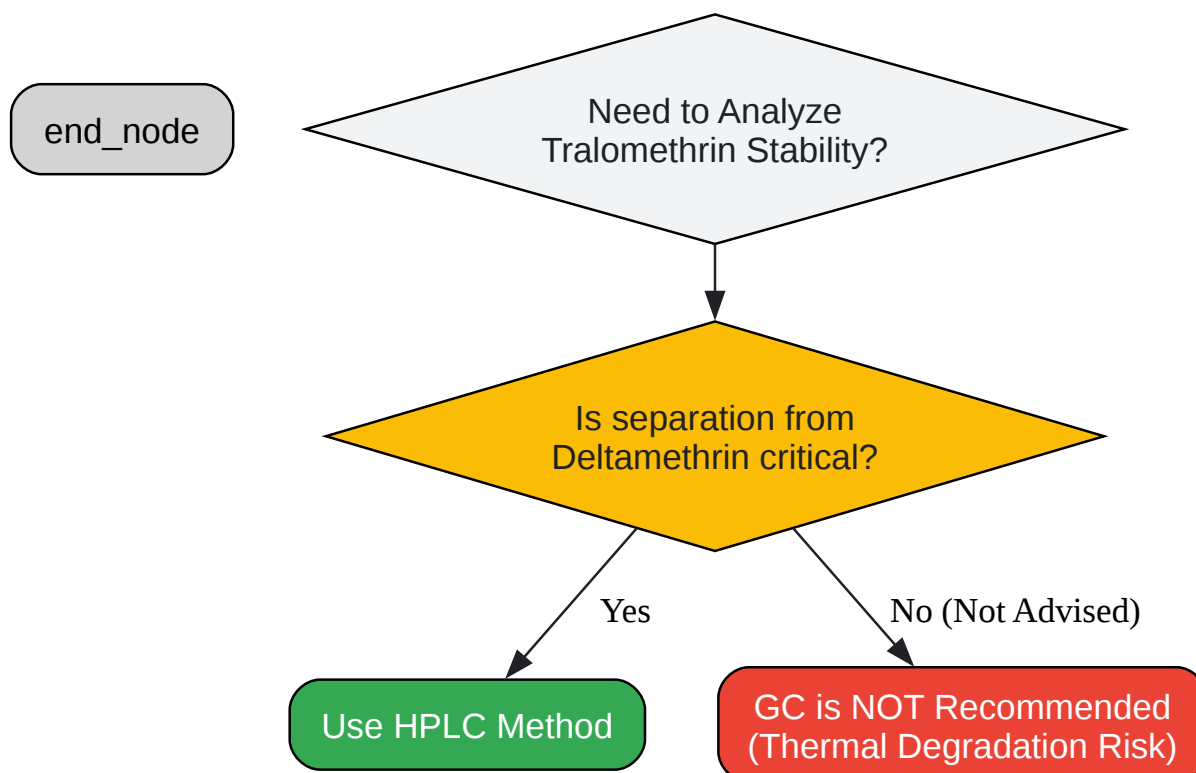 Need to Analyze
Tralomethrin Stability?
end_node
Is separation from
Deltamethrin critical?
Yes
No (Not Advised)
Use HPLC Method
GC is NOT Recommended
(Thermal Degradation Risk)